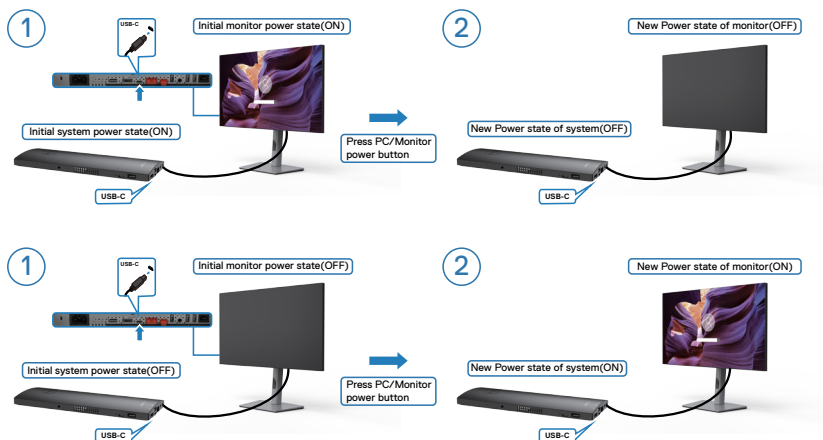 1
USB-C
Initial monitor power state(ON)
Initial system power state(ON)
USB-C
Press PC/Monitor
power button
2
New Power state of monitor(OFF)
New Power state of system(OFF)
USB-C
1
USB-C
Initial monitor power state(OFF)
Initial system power state(OFF)
USB-C
Press PC/Monitor
power button
2
New Power state of monitor(ON)
New Power state of system(ON)
USB-C